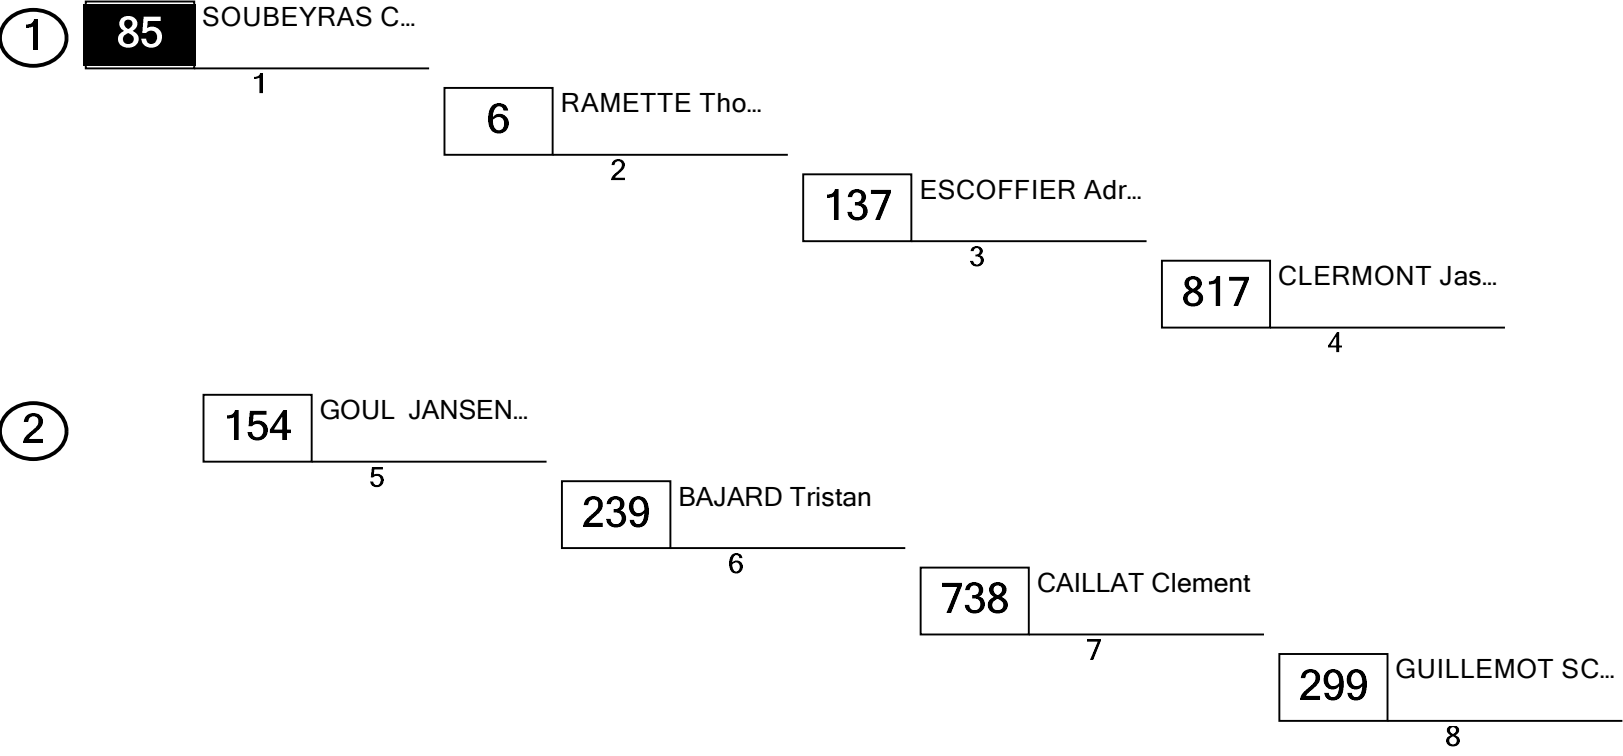 1
85
SOUBEYRAS C...
1
6
RAMETTE Tho...
2
137
ESCOFFIER Adr...
3
817
CLERMONT Jas...
4
2
154
GOUL  JANSEN...
5
239
BAJARD Tristan
6
738
CAILLAT Clement
7
299
GUILLEMOT SC...
8